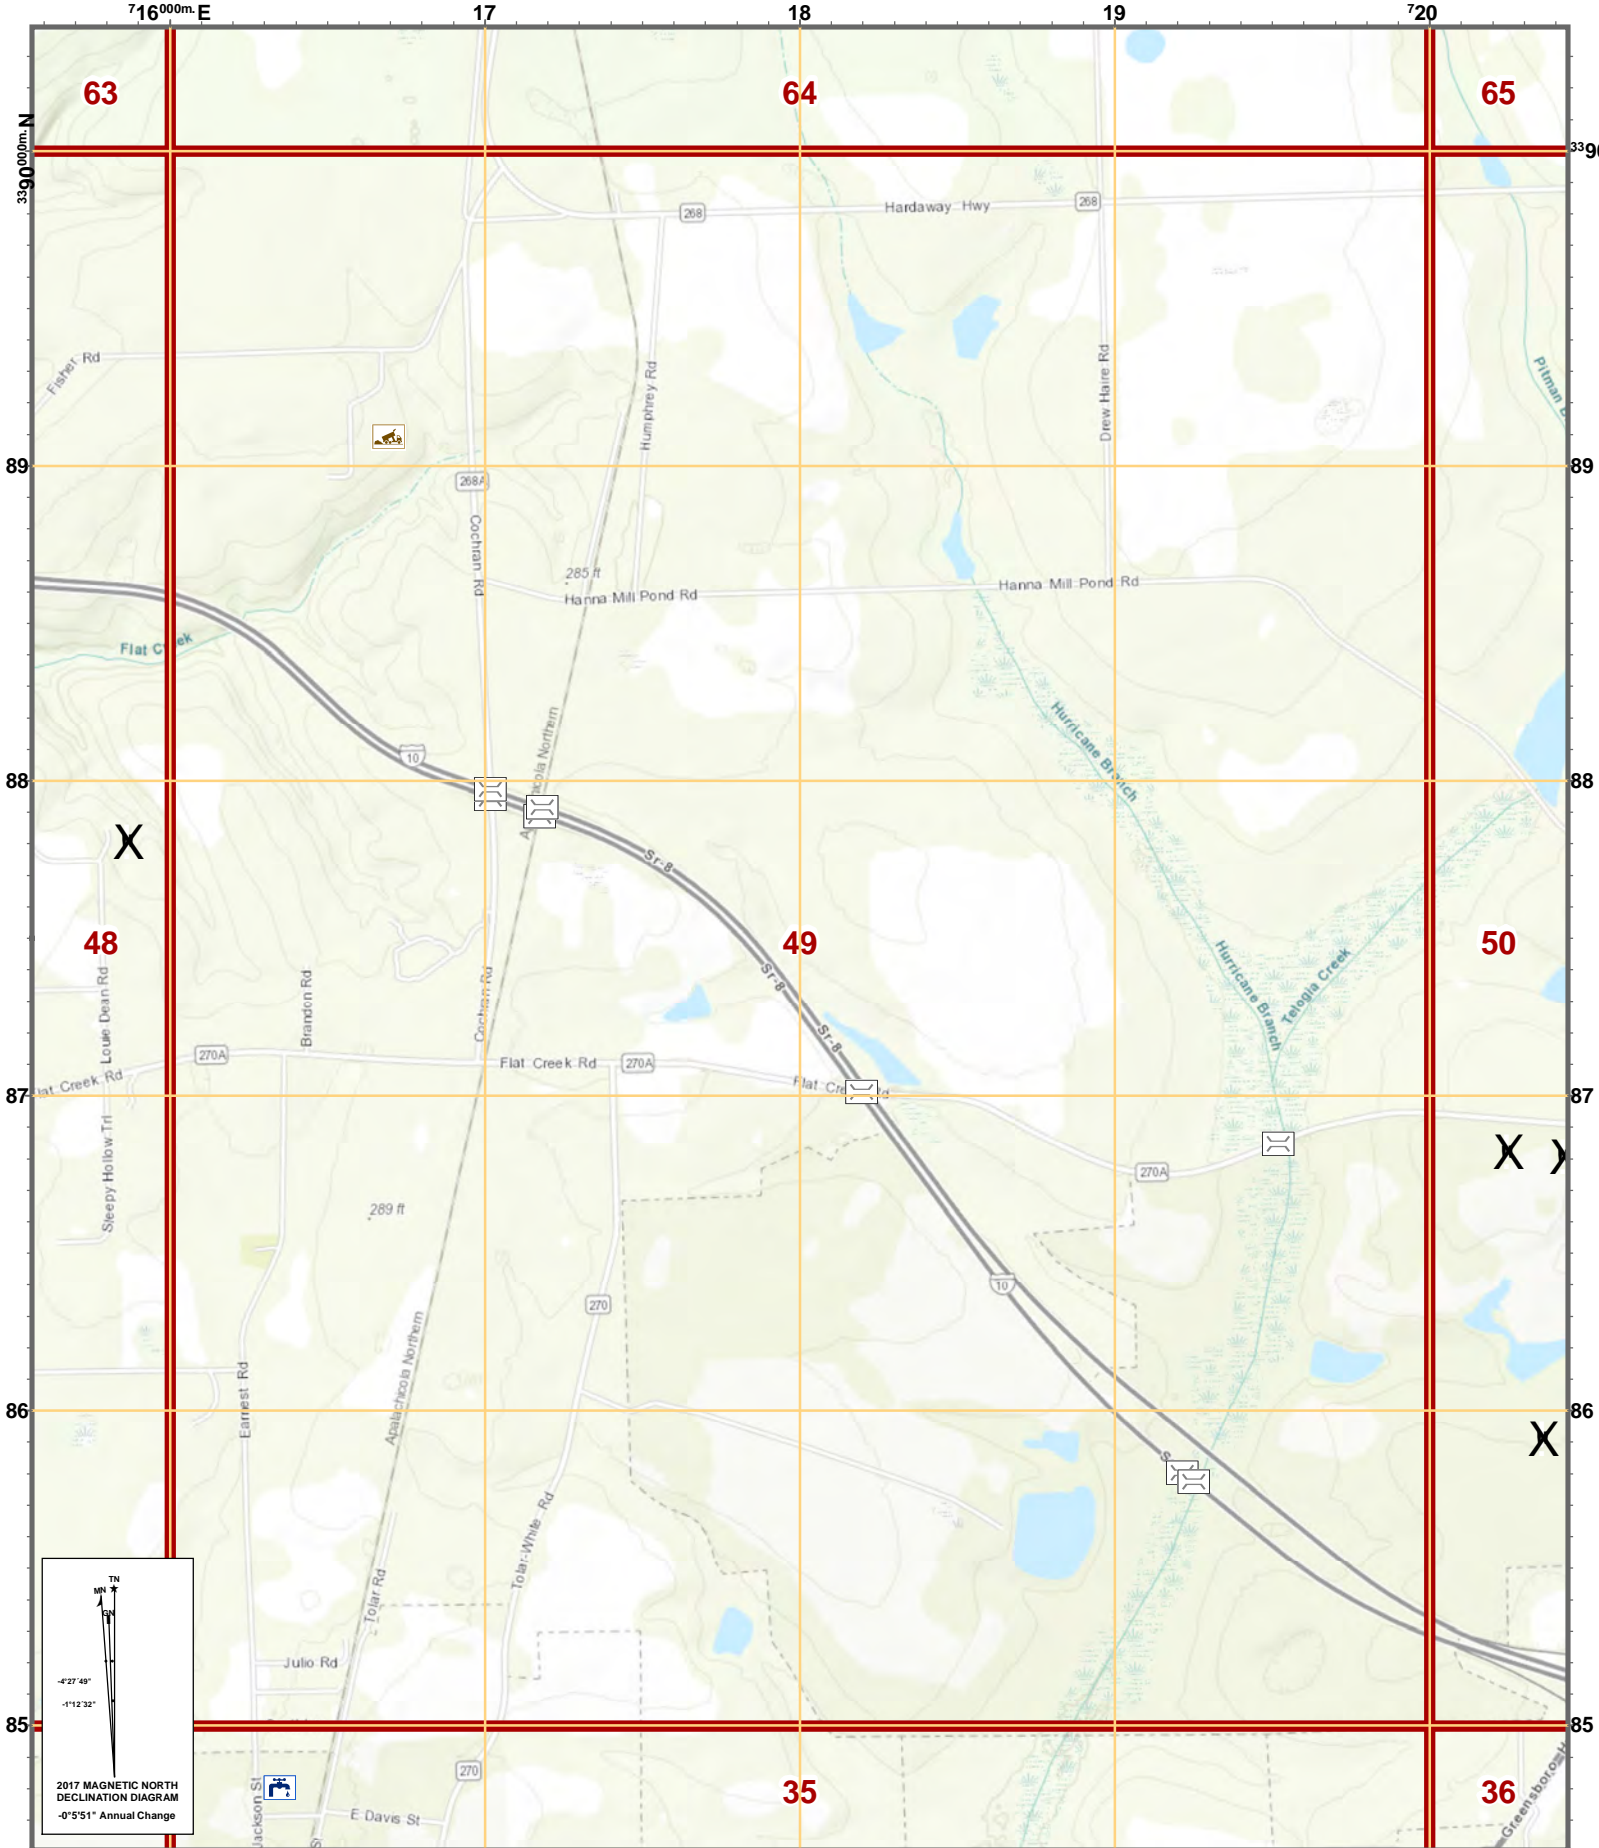 716000m. E 17 18 19 720
63 64 65
3390000m. N
268 Hardaway Hwy 268
Fisher Rd
Humphrey Rd
Drew Haire Rd
Pitman
89 89
268A
Cochran Rd
285 ft
Hanna Mill Pond Rd
Hanna Mill Pond Rd
Flat Creek
Hurricane Branch
10
88 88
Sr-8
48 49 50
Sr-8
Hurricane Branch
Telogia Creek
Louie Dean Rd
Brandon Rd
Cochran Rd
Sr-8
270A Flat Creek Rd 270A
Flat Creek Rd
87 87
Sleepy Hollow Trl
270A
289 ft
10
270
Apalachicola Northern
Earnest Rd
86 86
Tolar-White Rd
Tolar Rd
TN
MN
GN
-4°27'49"
-1°12'32"
Julio Rd
85 85
2017 MAGNETIC NORTH
DECLINATION DIAGRAM
-0°5'51" Annual Change
Jackson St
270
35 36
E Davis St
Greensboro